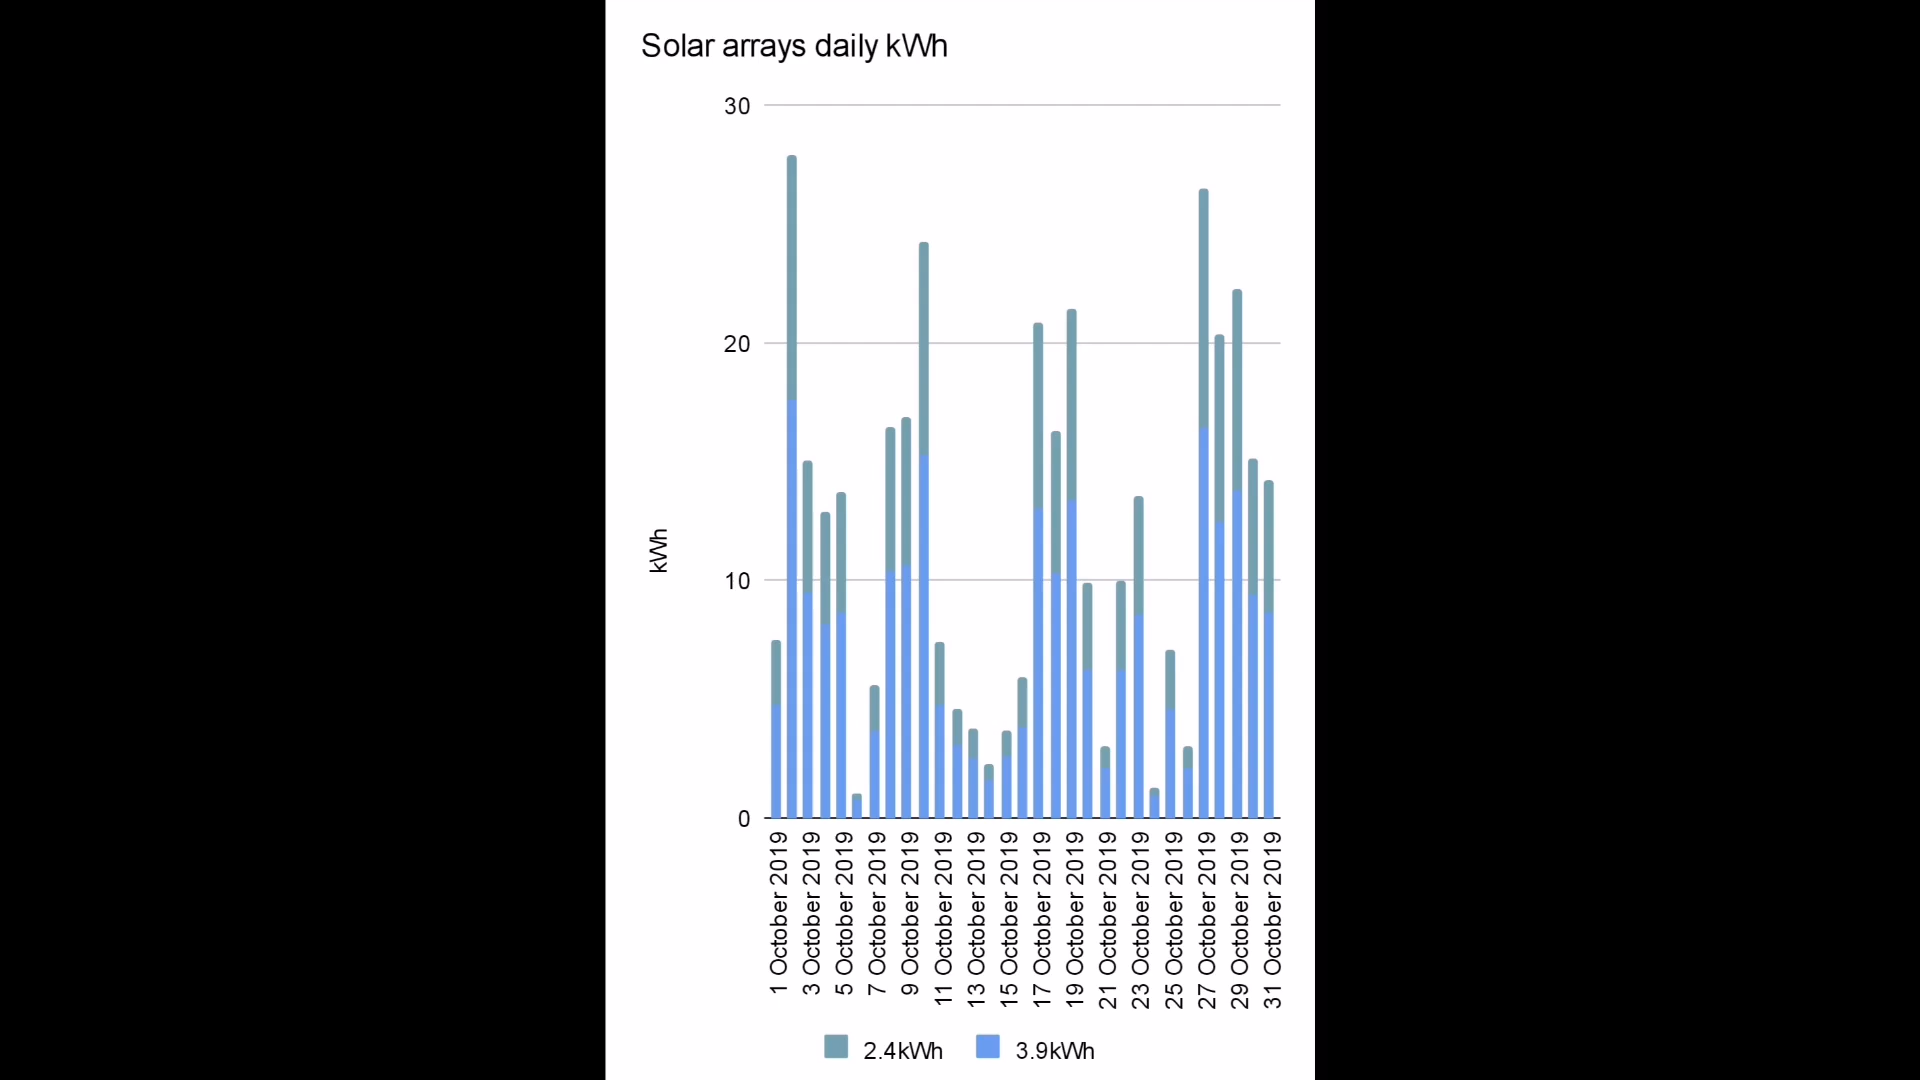 Solar arrays daily kWh
30
20
10
0
kWh
1 October 2019
3 October 2019
5 October 2019
7 October 2019
9 October 2019
11 October 2019
13 October 2019
15 October 2019
17 October 2019
19 October 2019
21 October 2019
23 October 2019
25 October 2019
27 October 2019
29 October 2019
31 October 2019
2.4kWh
3.9kWh